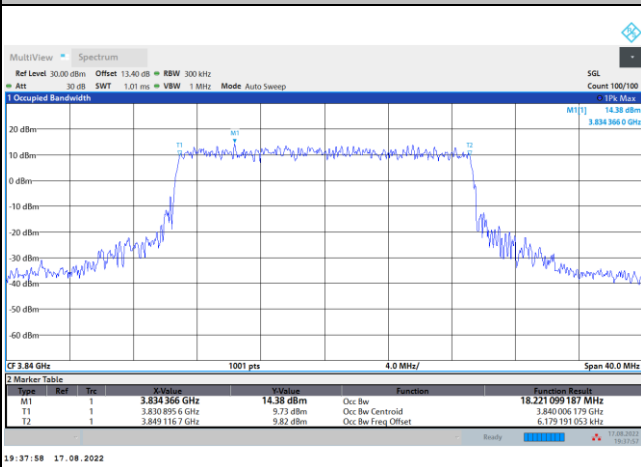 MultiView Spectrum
Ref Level 30.00 dBm Offset 13.40 dB RBW 300 kHz SGL
Att 30 dB SWT 1.01 ms VBW 1 MHz Mode Auto Sweep Count 100/100
1 Occupied Bandwidth 1Pk Max
M1[1] 14.38 dBm
3.834 366 0 GHz
20 dBm
M1
T1
T2
10 dBm
0 dBm
-10 dBm
-20 dBm
-30 dBm
-40 dBm
-60 dBm
CF 3.84 GHz 1001 pts 4.0 MHz/ Span 40.0 MHz
2 Marker Table
Type Ref Trc X-Value Y-Value Function Function Result
M1 1 3.834 366 GHz 14.38 dBm Occ Bw 18.221 099 187 MHz
T1 1 3.830 895 6 GHz 9.73 dBm Occ Bw Centroid 3.840 006 179 GHz
T2 1 3.849 116 7 GHz 9.82 dBm Occ Bw Freq Offset 6.179 191 053 kHz
Ready 17.08.2022
19:37:57
19:37:58 17.08.2022